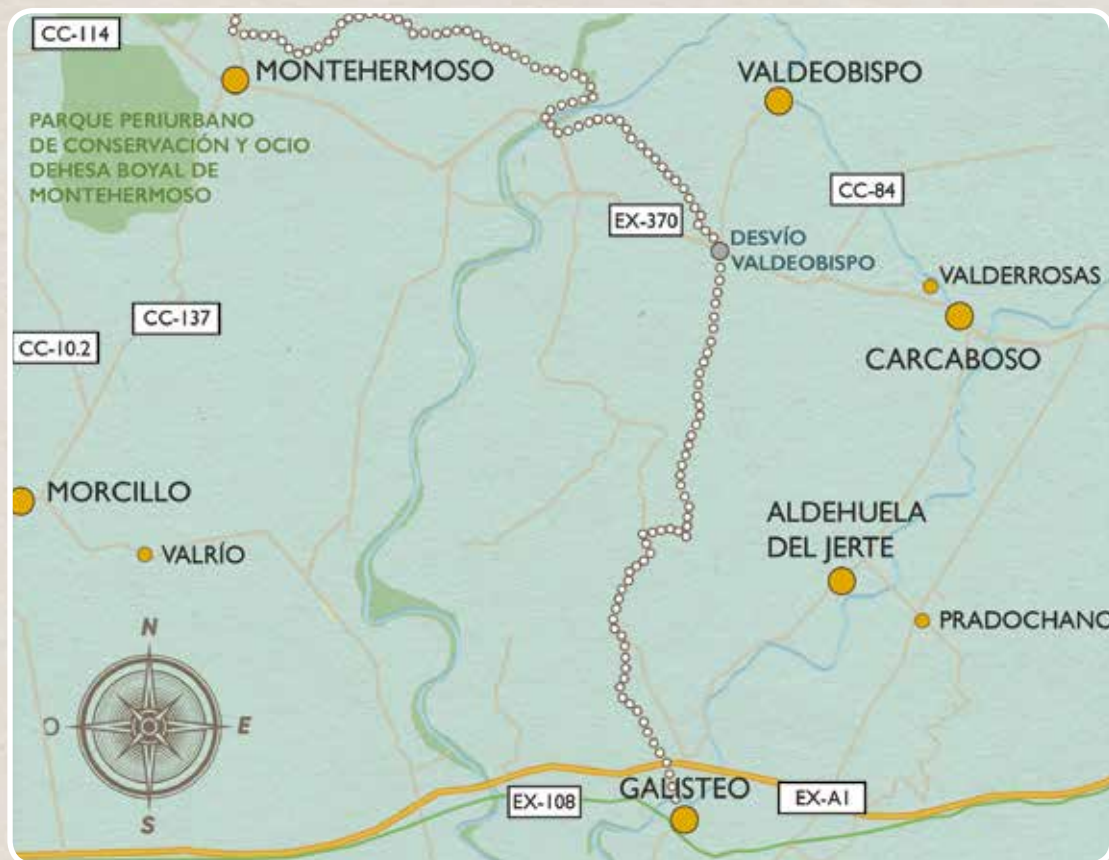 CC-114
MONTEHERMOSO
VALDEOBISPO
PARQUE PERIURBANO
DE CONSERVACIÓN Y OCIO
DEHESA BOYAL DE
MONTEHERMOSO
CC-84
EX-370
DESVÍO
VALDEOBISPO
VALDERROSAS
CC-137
CC-10.2
CARCABOSO
MORCILLO
ALDEHUELA
DEL JERTE
VALRÍO
PRADOCHANO
N
O
E
S
GALISTEO
EX-108
EX-A1